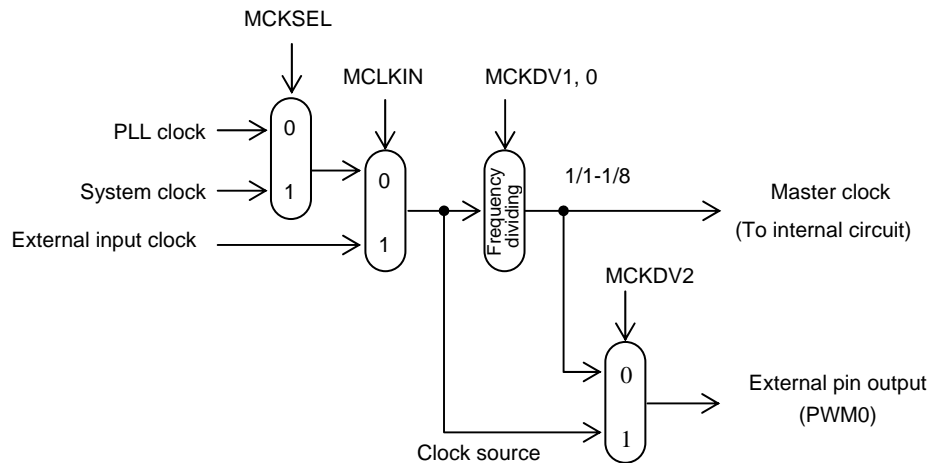 MCKSEL
MCLKIN
MCKDV1, 0
PLL clock
0
System clock
1
External input clock
0
1
Frequency
dividing
1/1-1/8
Master clock
(To internal circuit)
MCKDV2
0
1
External pin output
(PWM0)
Clock source